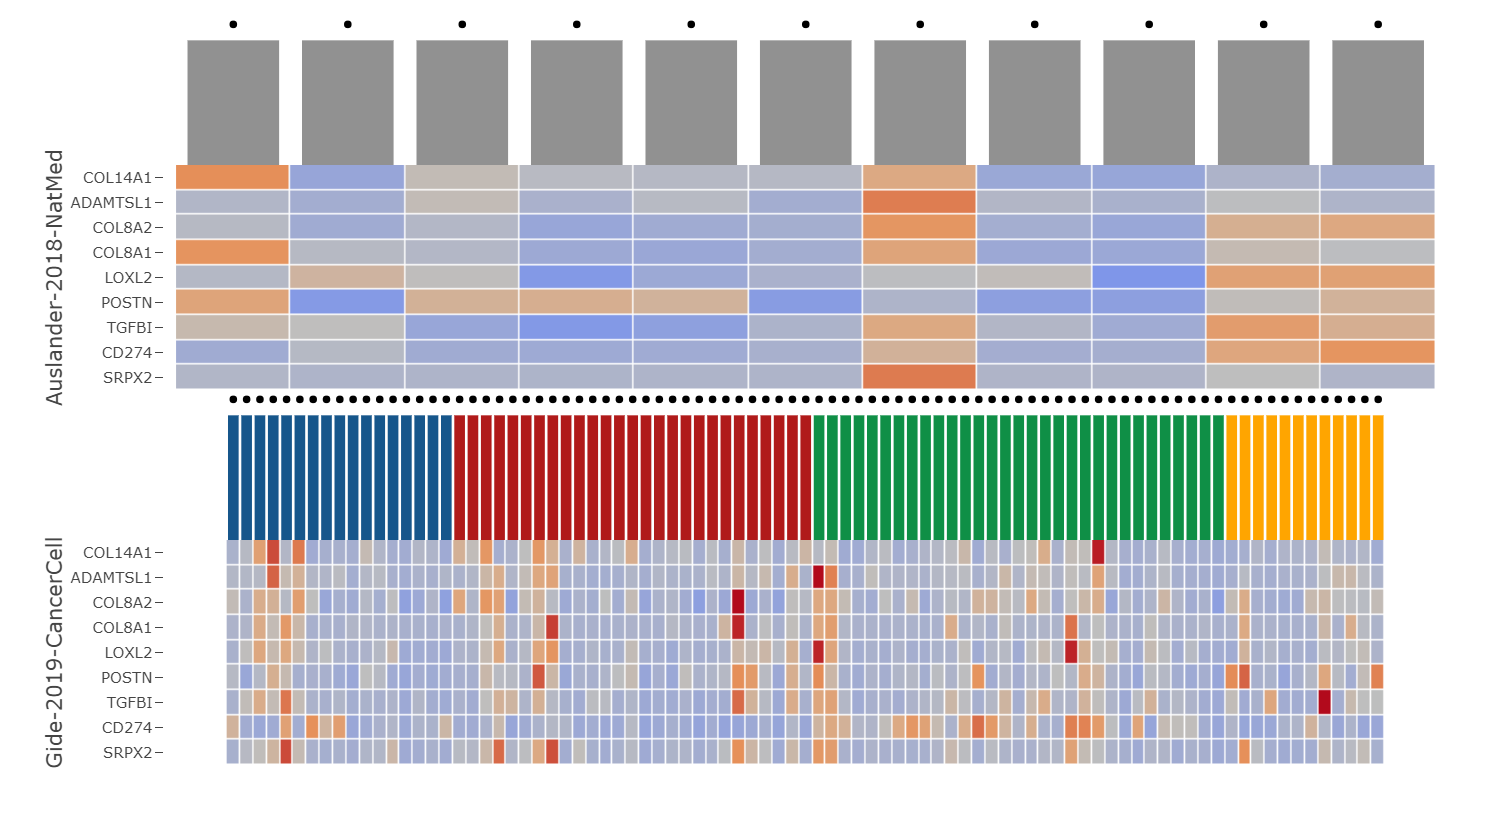 Auslander-2018-NatMed
COL14A1
ADAMTSL1
COL8A2
COL8A1
LOXL2
POSTN
TGFBI
CD274
SRPX2
Gide-2019-CancerCell
COL14A1
ADAMTSL1
COL8A2
COL8A1
LOXL2
POSTN
TGFBI
CD274
SRPX2